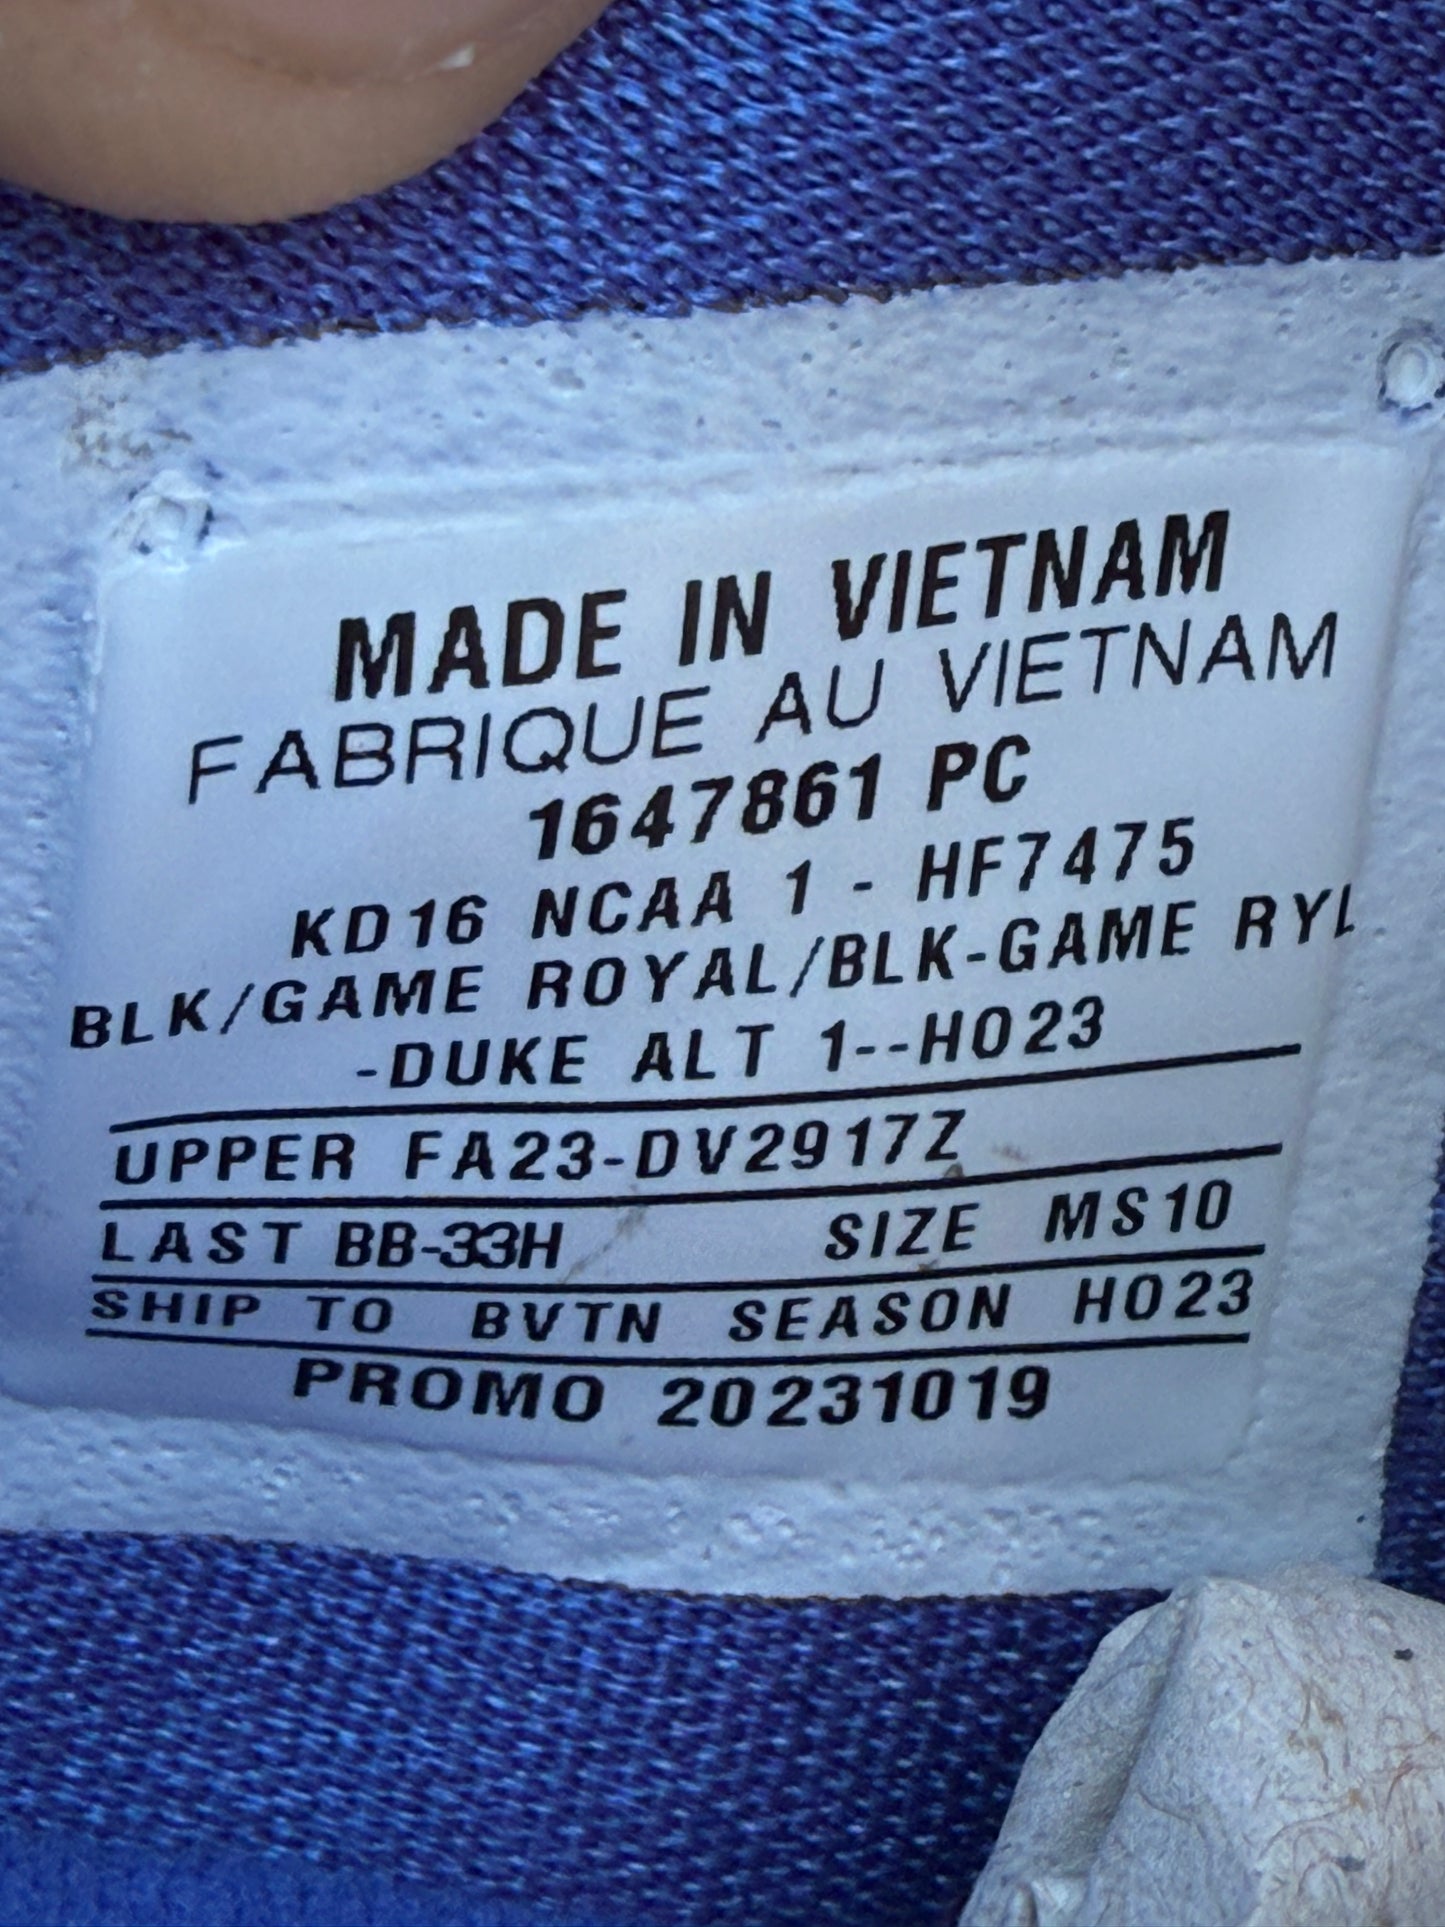 MADE IN VIETNAM
FABRIQUE AU VIETNAM
1647861 PC
KD16 NCAA 1 - HF7475
BLK/GAME ROYAL/BLK-GAME RYL
-DUKE ALT 1--HO23
UPPER FA23-DV2917Z
LAST BB-33H SIZE MS10
SHIP TO BVTN SEASON HO23
PROMO 20231019